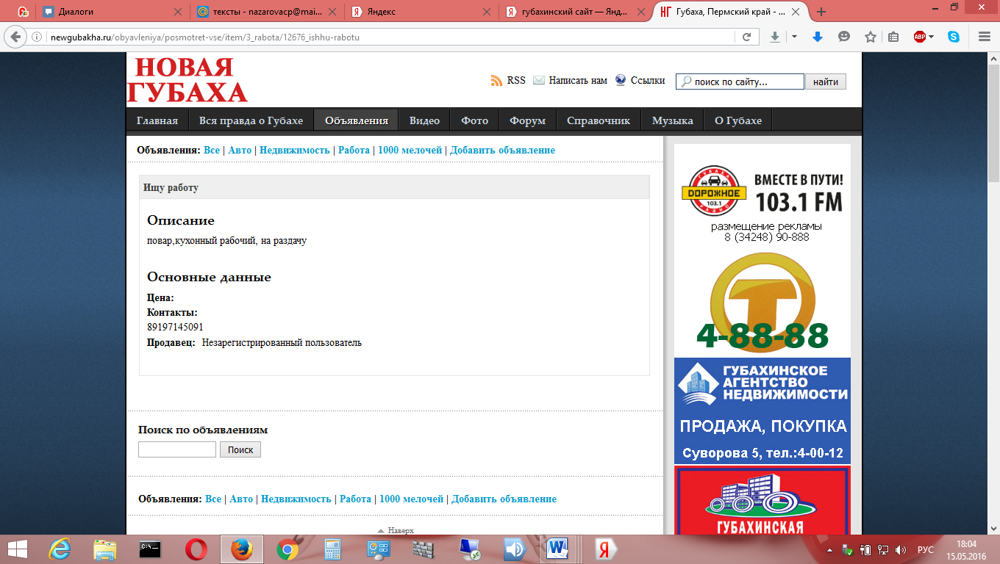 Диалоги
тексты - nazarovacp@mai...
Яндекс
губахинский сайт — Янд...
Губаха, Пермский край - ...
newgubakha.ru/obyavleniya/posmotret-vse/item/3_rabota/12676_ishhu-rabotu
ABP
НОВАЯ
ГУБАХА
RSS Написать нам Ссылки поиск по сайту... найти
Главная Вся правда о Губахе Объявления Видео Фото Форум Справочник Музыка О Губахе
Объявления: Все | Авто | Недвижимость | Работа | 1000 мелочей | Добавить объявление
Ищу работу
Описание
повар,кухонный рабочий, на раздачу
Основные данные
Цена:
Контакты:
89197145091
Продавец: Незарегистрированный пользователь
Поиск по объявлениям
Поиск
Объявления: Все | Авто | Недвижимость | Работа | 1000 мелочей | Добавить объявление
Наверх
ГУБАХА
ДОРОЖНОЕ
103.1
РАДИО
ВМЕСТЕ В ПУТИ!
103.1 FM
размещение рекламы
8 (34248) 90-888
Т
4-88-88
ГУБАХИНСКОЕ
АГЕНТСТВО
НЕДВИЖИМОСТИ
ПРОДАЖА, ПОКУПКА
Суворова 5, тел.:4-00-12
ГУБАХИНСКАЯ
РУС
18:04
15.05.2016